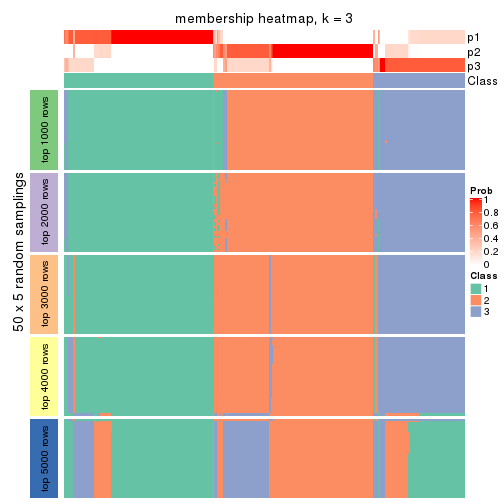 membership heatmap, k = 3
p1
p2
p3
Class
50 x 5 random samplings
top 1000 rows
top 2000 rows
top 3000 rows
top 4000 rows
top 5000 rows
Prob
1
0.8
0.6
0.4
0.2
0
Class
1
2
3